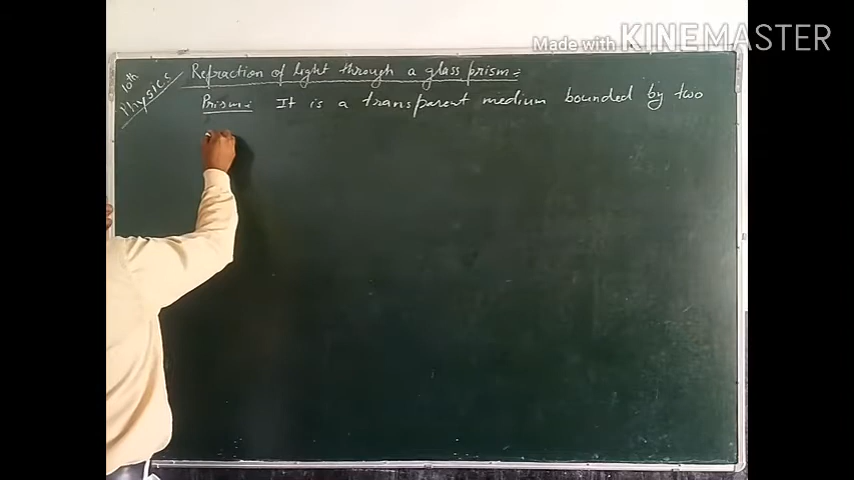 Made with KINEMASTER
10th
Physics
Refraction of light through a glass prism:
Prism: It is a transparent medium bounded by two